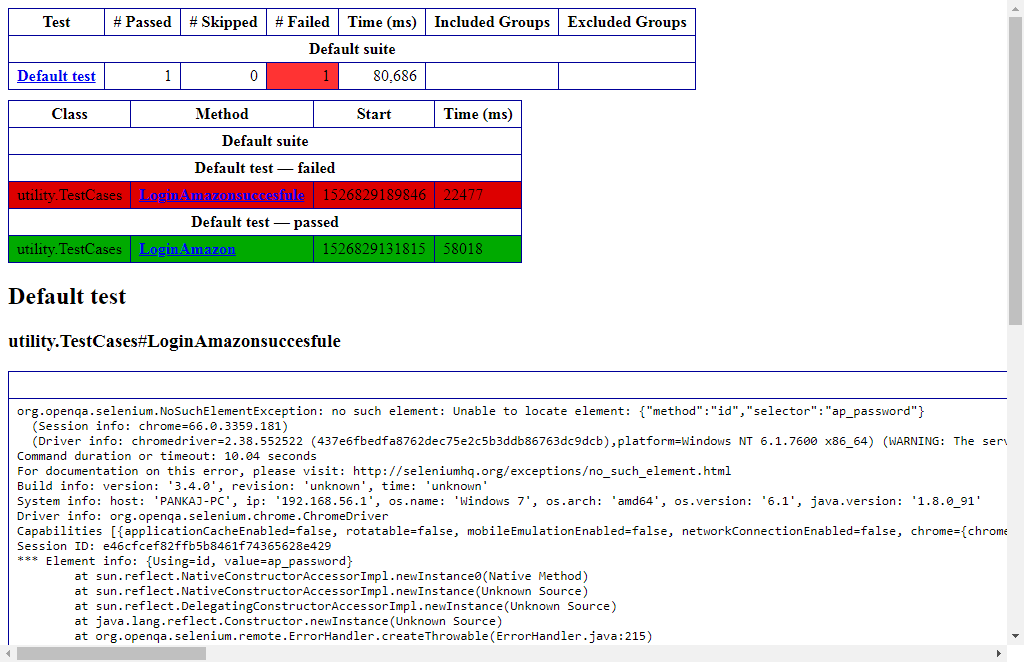 Test # Passed # Skipped # Failed Time (ms) Included Groups Excluded Groups
Default suite
Default test 1 0 1 80,686
Class Method Start Time (ms)
Default suite
Default test — failed
utility.TestCases LoginAmazonsuccesfule 1526829189846 22477
Default test — passed
utility.TestCases LoginAmazon 1526829131815 58018
Default test
utility.TestCases#LoginAmazonsuccesfule
org.openqa.selenium.NoSuchElementException: no such element: Unable to locate element: {"method":"id","selector":"ap_password"}
(Session info: chrome=66.0.3359.181)
(Driver info: chromedriver=2.38.552522 (437e6fbedfa8762dec75e2c5b3ddb86763dc9dcb),platform=Windows NT 6.1.7600 x86_64) (WARNING: The serv
Command duration or timeout: 10.04 seconds
For documentation on this error, please visit: http://seleniumhq.org/exceptions/no_such_element.html
Build info: version: '3.4.0', revision: 'unknown', time: 'unknown'
System info: host: 'PANKAJ-PC', ip: '192.168.56.1', os.name: 'Windows 7', os.arch: 'amd64', os.version: '6.1', java.version: '1.8.0_91'
Driver info: org.openqa.selenium.chrome.ChromeDriver
Capabilities [{applicationCacheEnabled=false, rotatable=false, mobileEmulationEnabled=false, networkConnectionEnabled=false, chrome={chrome
Session ID: e46cfcef82ffb5b8461f74365628e429
*** Element info: {Using=id, value=ap_password}
at sun.reflect.NativeConstructorAccessorImpl.newInstance0(Native Method)
at sun.reflect.NativeConstructorAccessorImpl.newInstance(Unknown Source)
at sun.reflect.DelegatingConstructorAccessorImpl.newInstance(Unknown Source)
at java.lang.reflect.Constructor.newInstance(Unknown Source)
at org.openqa.selenium.remote.ErrorHandler.createThrowable(ErrorHandler.java:215)